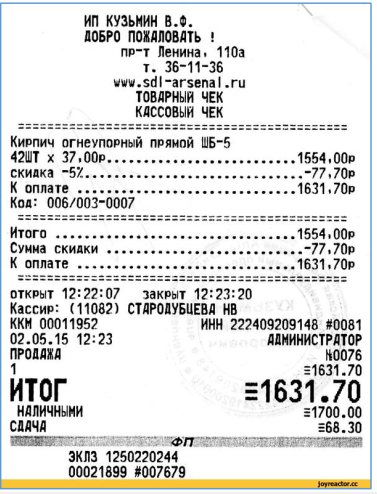 ИП КУЗЬМИН В.Ф.
ДОБРО ПОЖАЛОВАТЬ !
пр-т Ленина, 110а
т. 36-11-36
www.sdl-arsenal.ru
ТОВАРНЫЙ ЧЕК
КАССОВЫЙ ЧЕК
Кирпич огнеупорный прямой ШБ-5
42ШТ x 37,00р..........................1554,00р
скидка -5%..............................-77,70р
К оплате ...............................1631,70р
Код: 006/003-0007
Итого ..................................1554,00р
Сумма скидки ...........................-77,70р
К оплате ...............................1631,70р
открыт 12:22:07 закрыт 12:23:20
Кассир: (11082) СТАРОДУБЦЕВА НВ
ККМ 00011952 ИНН 222409209148 #0081
02.05.15 12:23 АДМИНИСТРАТОР
ПРОДАЖА №0076
1 ≡1631.70
ИТОГ ≡1631.70
НАЛИЧНЫМИ ≡1700.00
СДАЧА ≡68.30
ФП
ЭКЛЗ 1250220244
00021899 #007679
joyreactor.cc